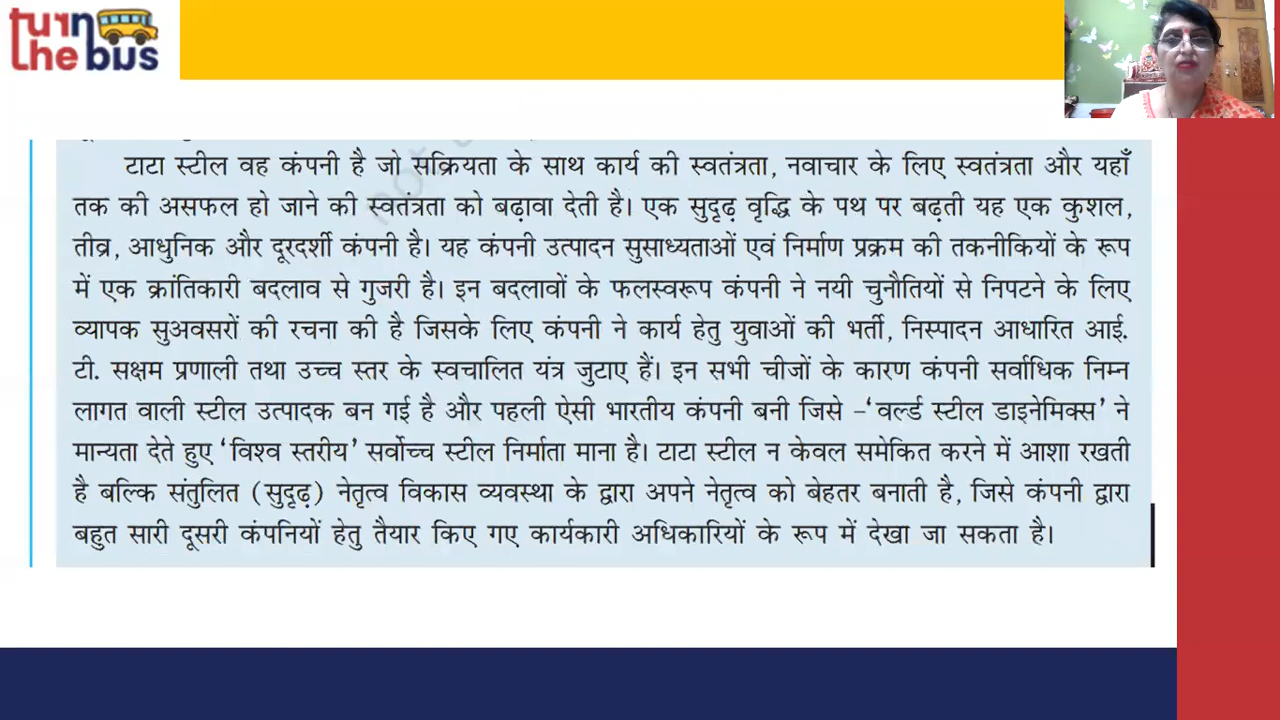 turn
the bus
टाटा स्टील वह कंपनी है जो सक्रियता के साथ कार्य की स्वतंत्रता, नवाचार के लिए स्वतंत्रता और यहाँ
तक की असफल हो जाने की स्वतंत्रता को बढ़ावा देती है। एक सुदृढ़ वृद्धि के पथ पर बढ़ती यह एक कुशल,
तीव्र, आधुनिक और दूरदर्शी कंपनी है। यह कंपनी उत्पादन सुसाध्यताओं एवं निर्माण प्रक्रम की तकनीकियों के रूप
में एक क्रांतिकारी बदलाव से गुजरी है। इन बदलावों के फलस्वरूप कंपनी ने नयी चुनौतियों से निपटने के लिए
व्यापक सुअवसरों की रचना की है जिसके लिए कंपनी ने कार्य हेतु युवाओं की भर्ती, निस्पादन आधारित आई.
टी. सक्षम प्रणाली तथा उच्च स्तर के स्वचालित यंत्र जुटाए हैं। इन सभी चीजों के कारण कंपनी सर्वाधिक निम्न
लागत वाली स्टील उत्पादक बन गई है और पहली ऐसी भारतीय कंपनी बनी जिसे –‘वर्ल्ड स्टील डाइनेमिक्स’ ने
मान्यता देते हुए ‘विश्व स्तरीय’ सर्वोच्च स्टील निर्माता माना है। टाटा स्टील न केवल समेकित करने में आशा रखती
है बल्कि संतुलित (सुदृढ़) नेतृत्व विकास व्यवस्था के द्वारा अपने नेतृत्व को बेहतर बनाती है, जिसे कंपनी द्वारा
बहुत सारी दूसरी कंपनियों हेतु तैयार किए गए कार्यकारी अधिकारियों के रूप में देखा जा सकता है।
not